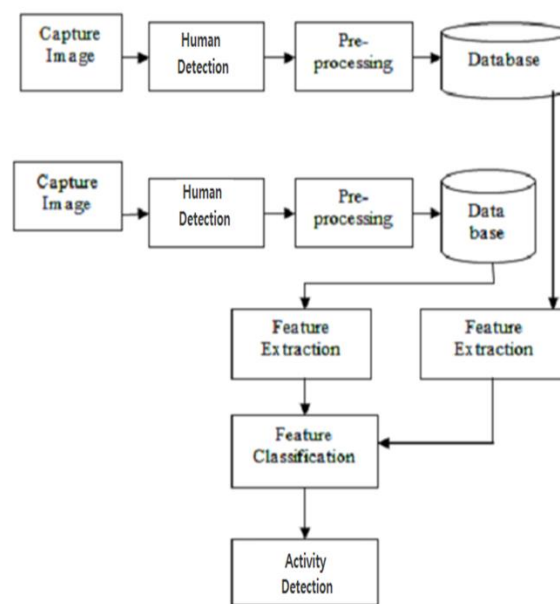 Capture
Image
Human
Detection
Pre-
processing
Database
Capture
Image
Human
Detection
Pre-
processing
Data
base
Feature
Extraction
Feature
Extraction
Feature
Classification
Activity
Detection